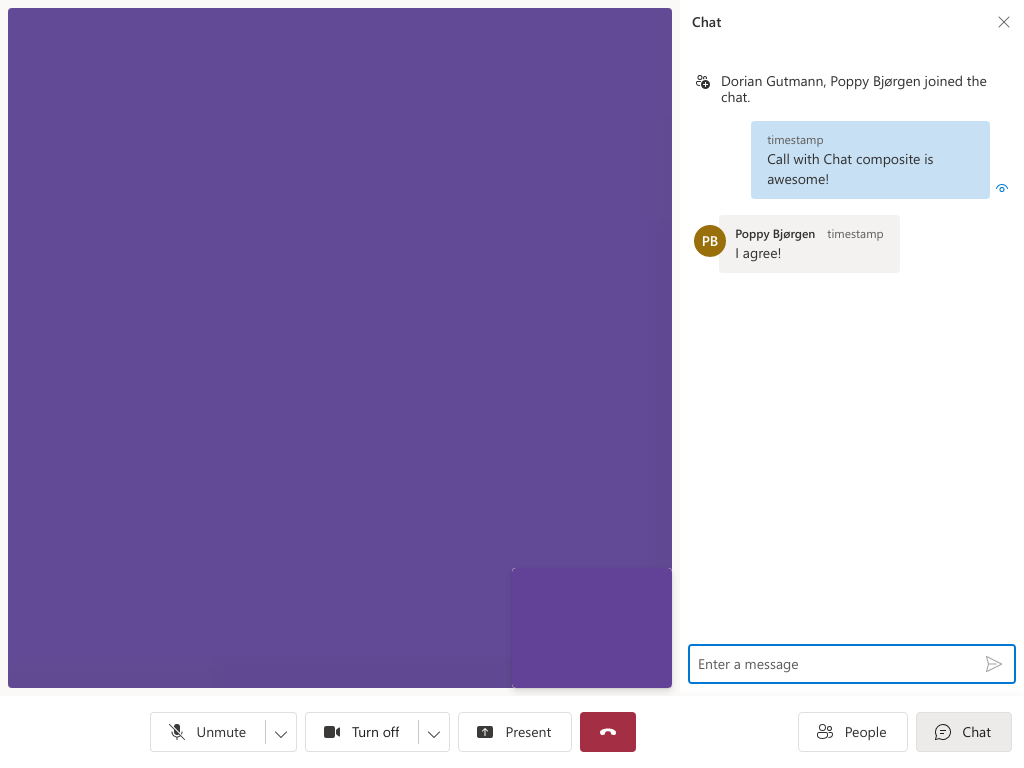 Chat
Dorian Gutmann, Poppy Bjørgen joined the
chat.
timestamp
Call with Chat composite is
awesome!
PB
Poppy Bjørgen timestamp
I agree!
Enter a message
Unmute
Turn off
Present
People
Chat